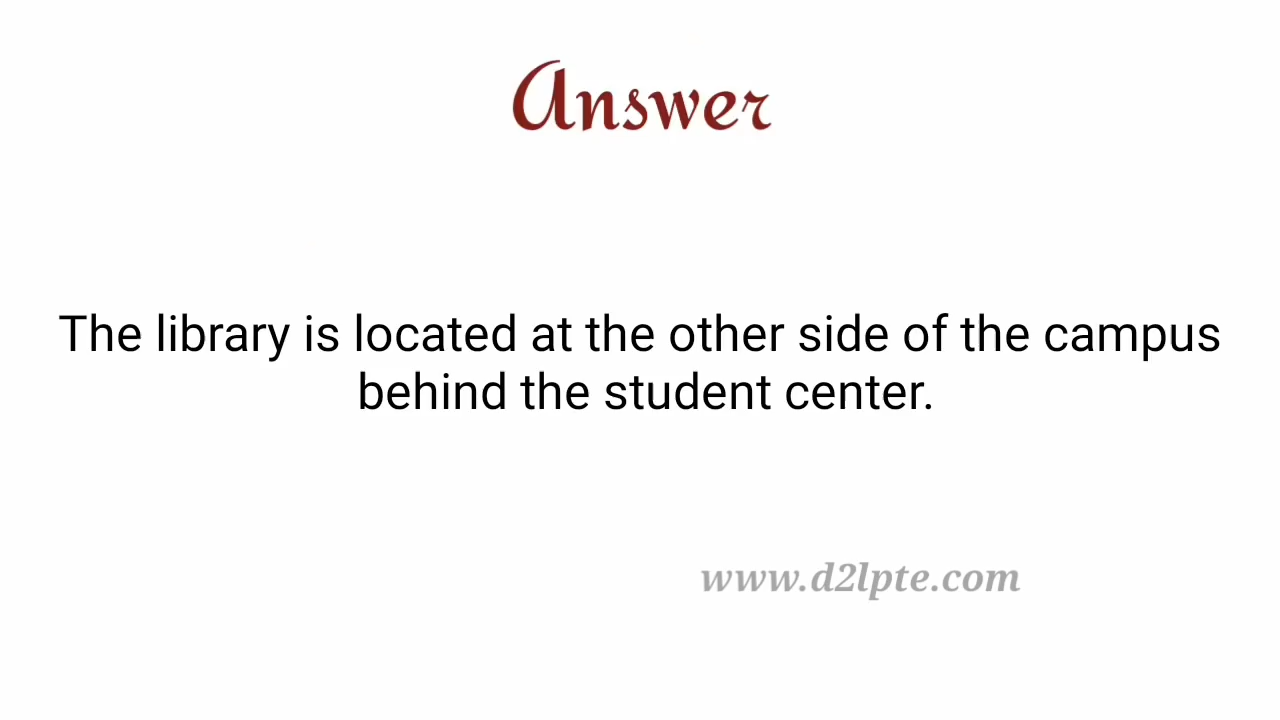 Answer
The library is located at the other side of the campus
behind the student center.
www.d2lpte.com